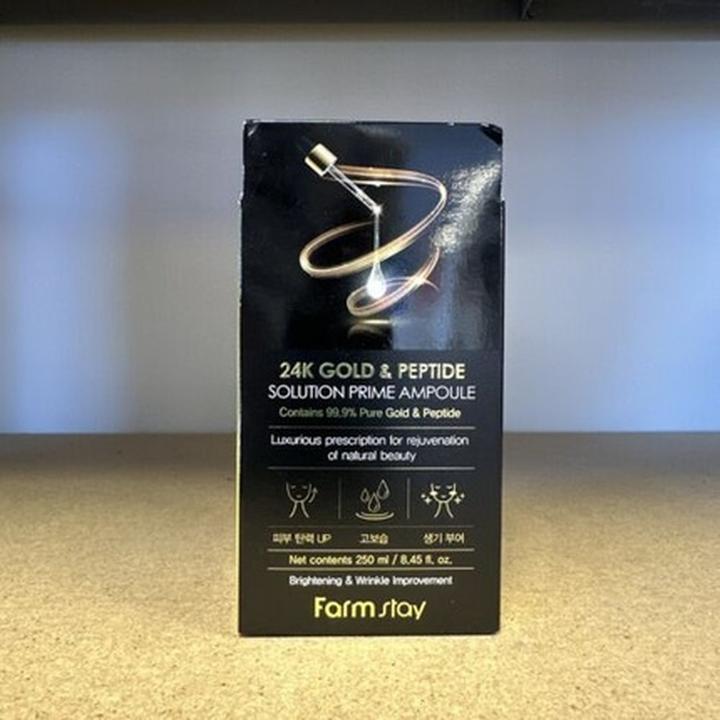 24K GOLD & PEPTIDE
SOLUTION PRIME AMPOULE
Contains 99.9% Pure Gold & Peptide
Luxurious prescription for rejuvenation
of natural beauty
피부 탄력 UP 고보습 생기 부여
Net contents 250 ml / 8.45 fl. oz.
Brightening & Wrinkle Improvement
Farm stay